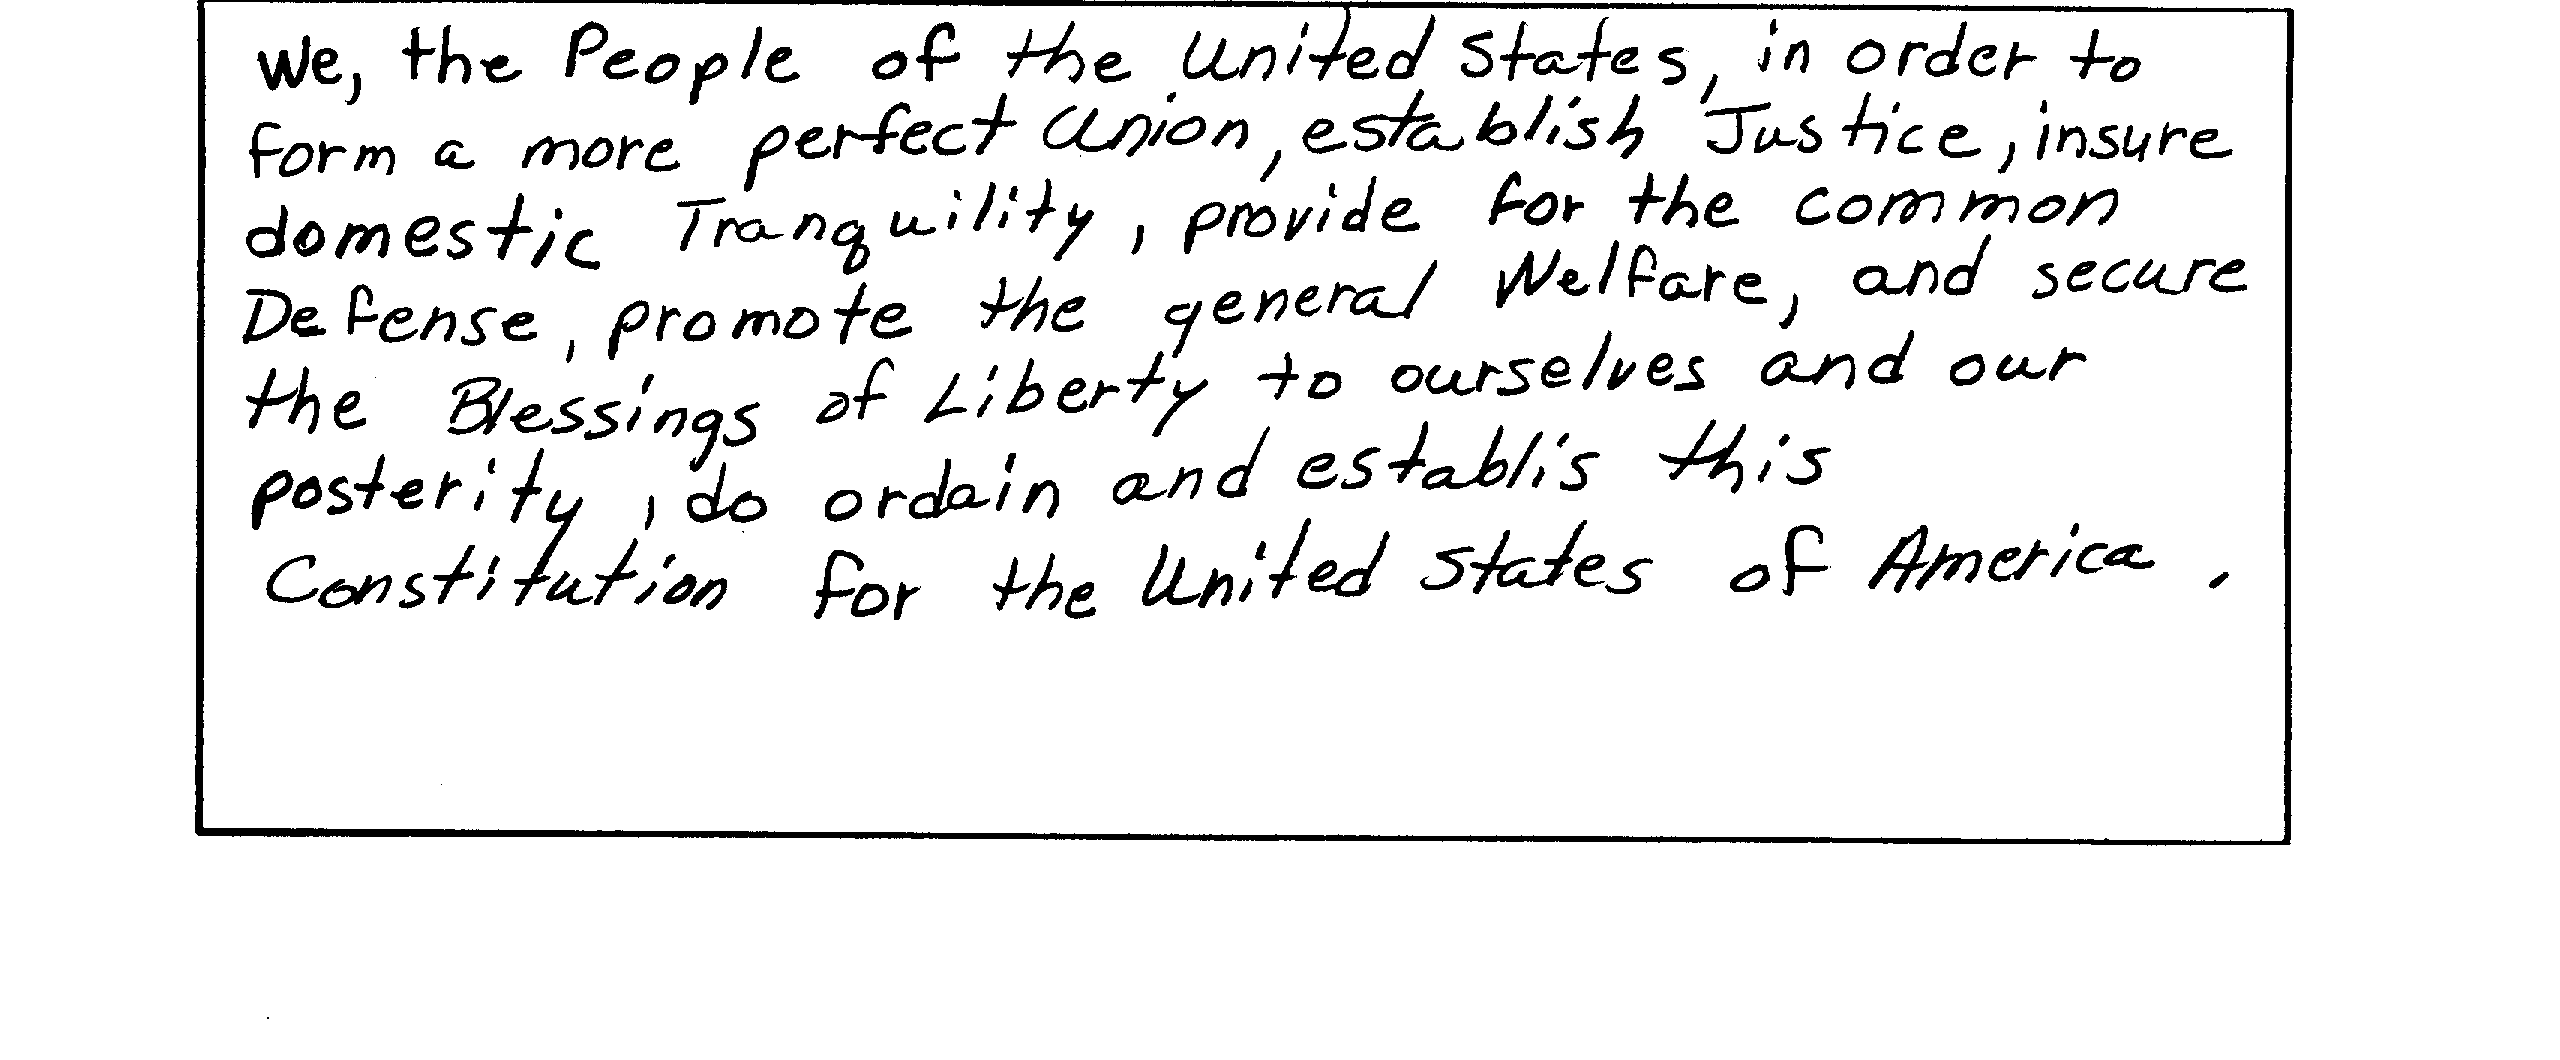 We, the People of the United States, in order to
form a more perfect Union, establish Justice, insure
domestic Tranquility, provide for the common
Defense, promote the general Welfare, and secure
the Blessings of Liberty to ourselves and our
posterity, do ordain and establis this
Constitution for the United States of America.